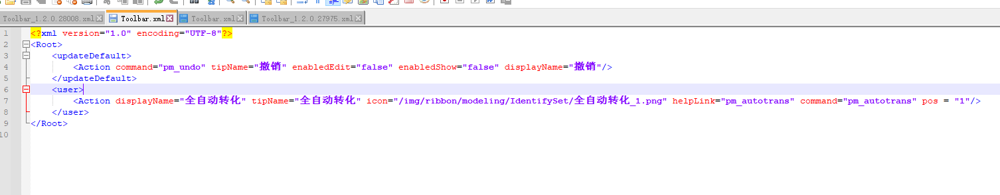 Toolbar_1.2.0.28008.xml Toolbar.xml Toolbar.xml Toolbar_1.2.0.27975.xml
1 <?xml version="1.0" encoding="UTF-8"?>
2 <Root>
3 <updateDefault>
4 <Action command="pm_undo" tipName="撤销" enabledEdit="false" enabledShow="false" displayName="撤销"/>
5 </updateDefault>
6 <user>
7 <Action displayName="全自动转化" tipName="全自动转化" icon="/img/ribbon/modeling/IdentifySet/全自动转化_1.png" helpLink="pm_autotrans" command="pm_autotrans" pos = "1"/>
8 </user>
9 </Root>
10